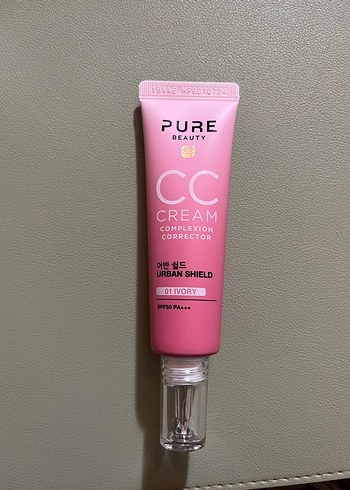 PURE
BEAUTY
CC
CREAM
COMPLEXION
CORRECTOR
어반 쉴드
URBAN SHIELD
01 IVORY
SPF50 PA+++